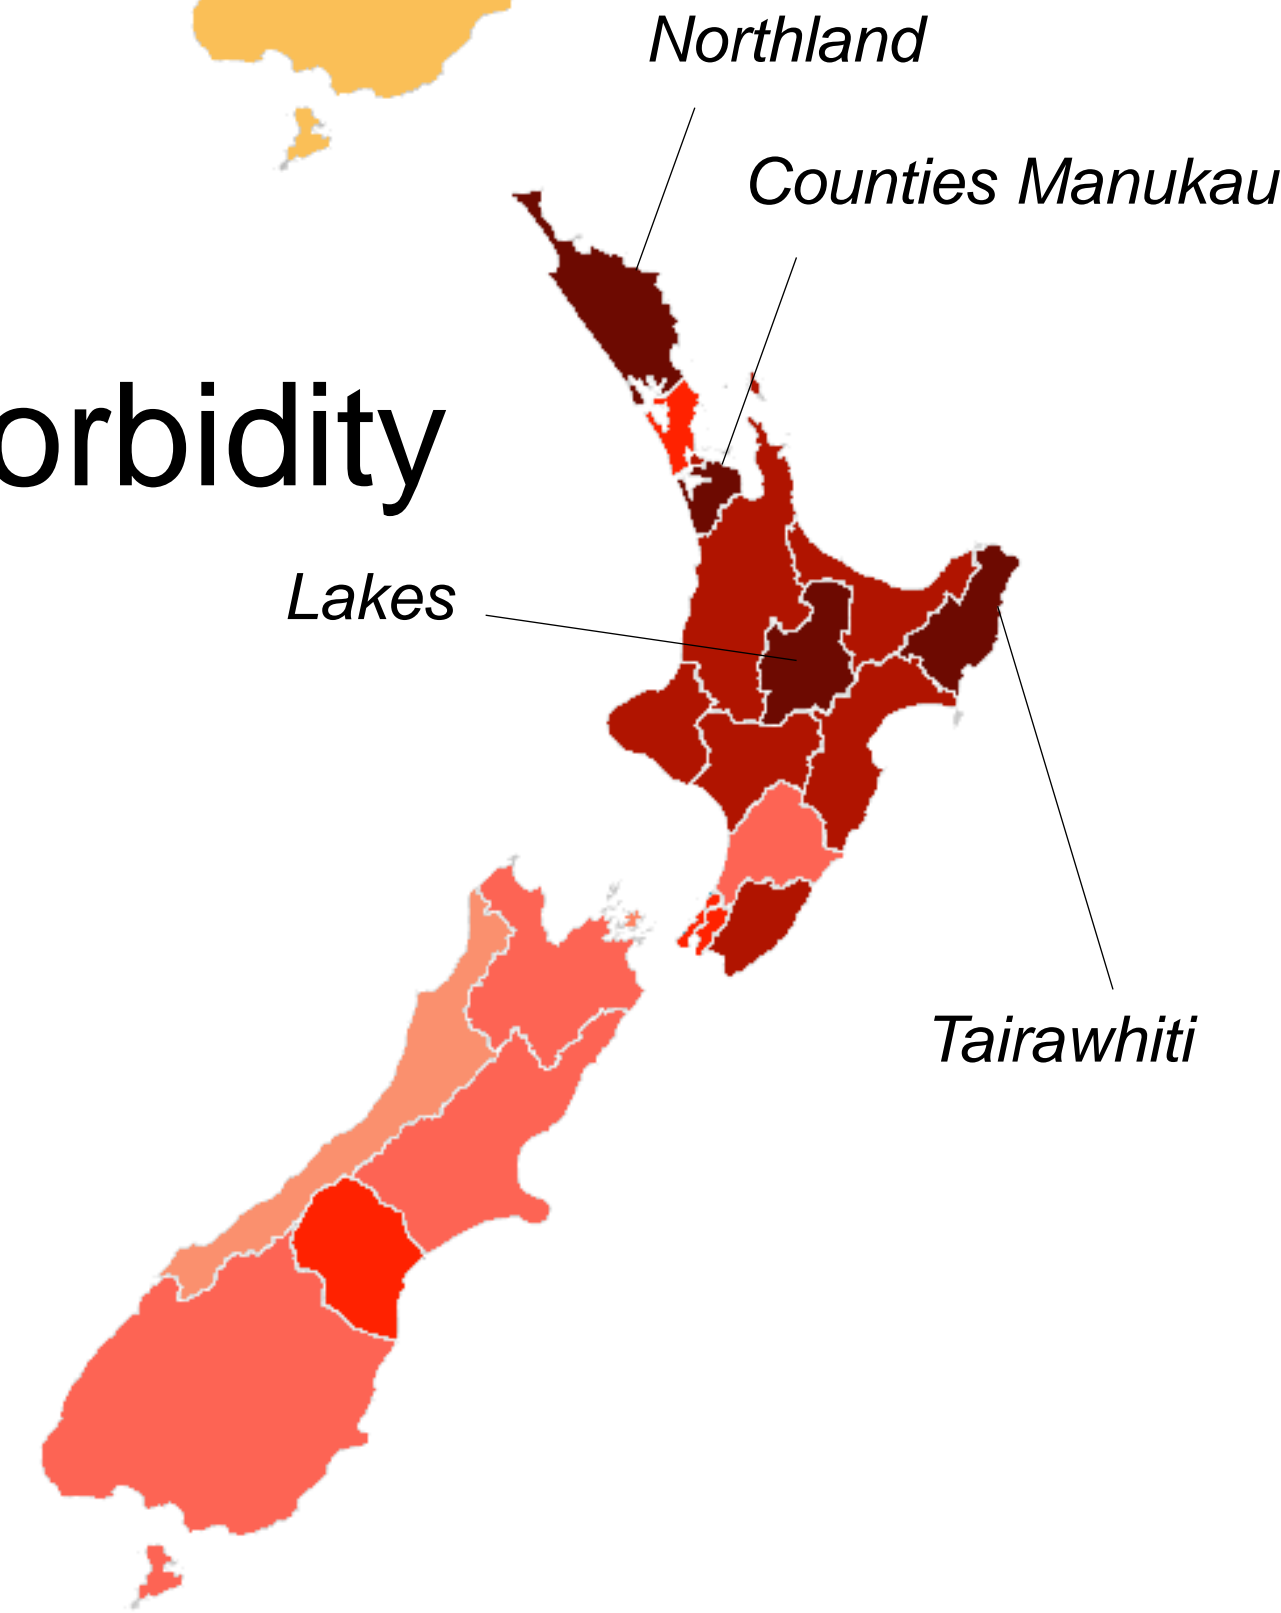 Northland
Counties Manukau
orbidity
Lakes
Tairawhiti